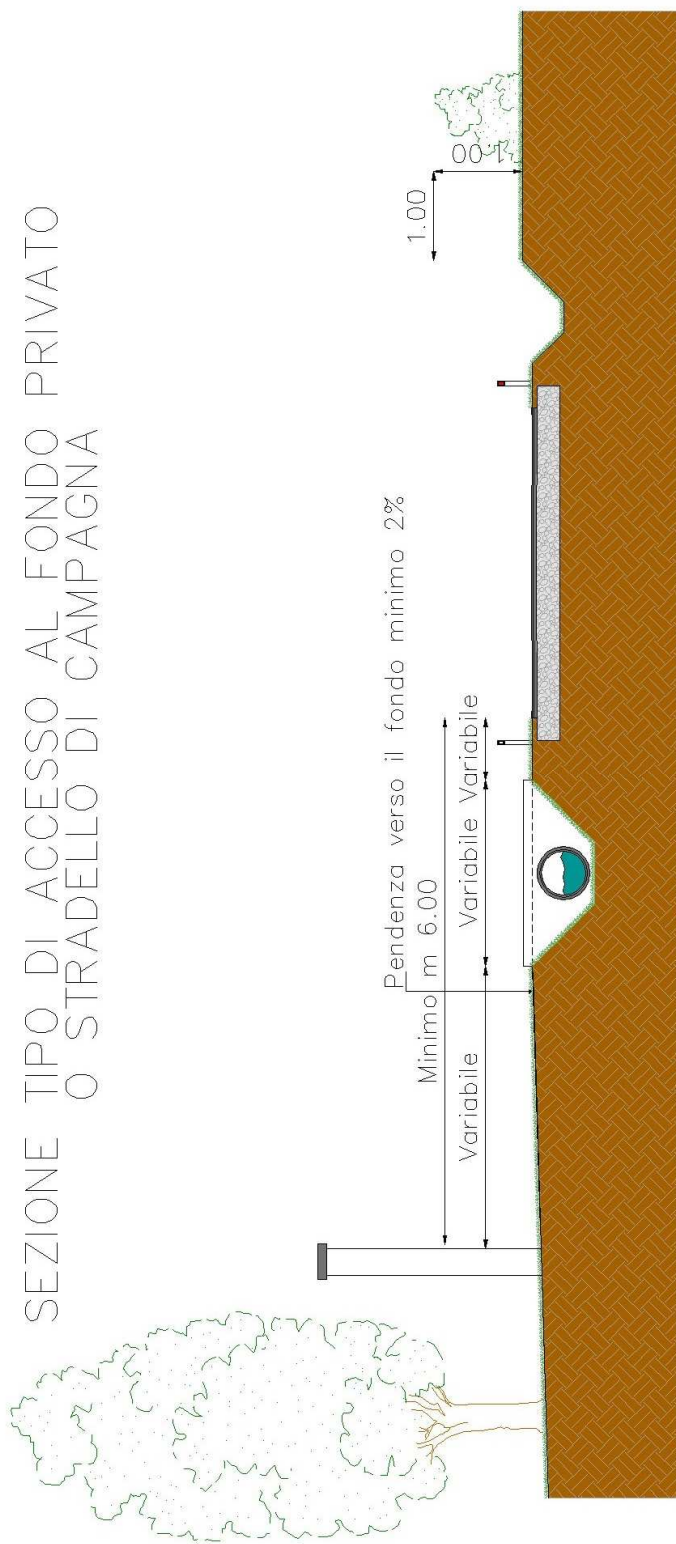 SEZIONE TIPO DI ACCESSO AL FONDO PRIVATO
O STRADELLO DI CAMPAGNA
Pendenza verso il fondo minimo 2%
Minimo m 6.00
Variabile
Variabile
Variabile
1.00
1.00